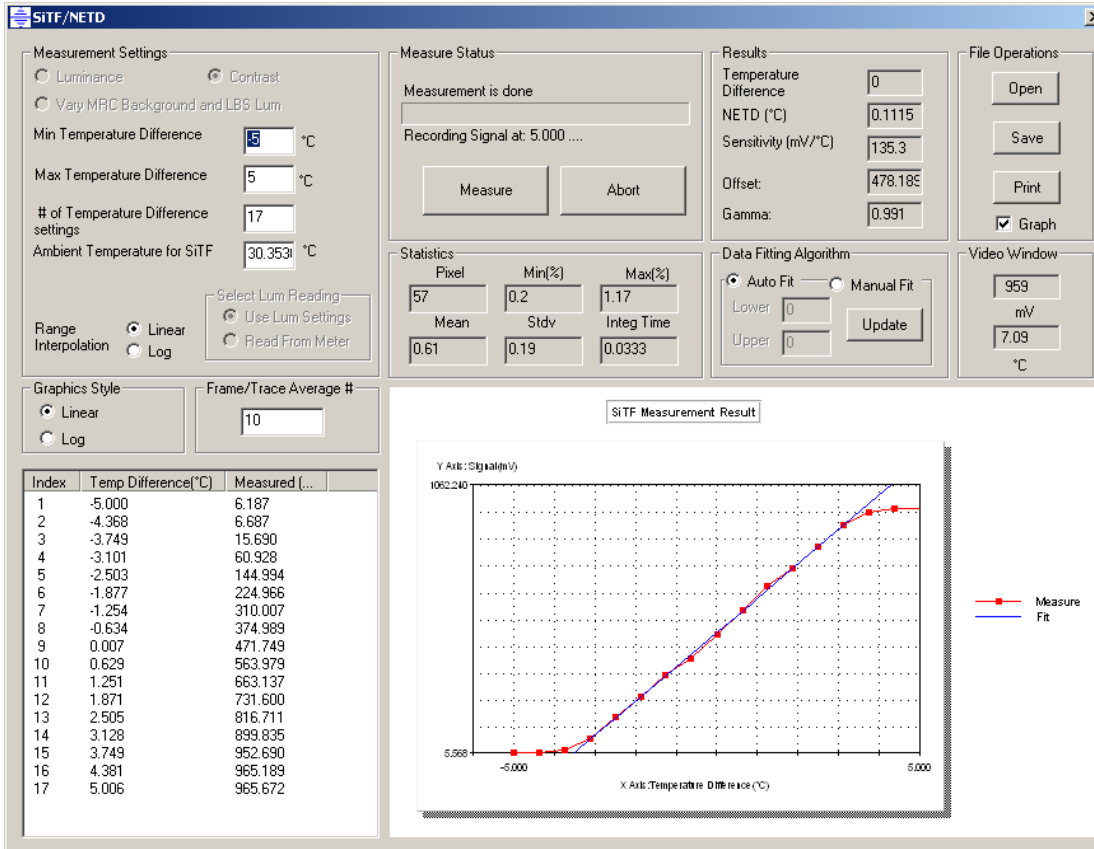 SiTF/NETD
Measurement Settings
Luminance
Contrast
Vary MRC Background and LBS Lum
Min Temperature Difference
-5
°C
Max Temperature Difference
5
°C
# of Temperature Difference
settings
17
Ambient Temperature for SiTF
°C
Range
Interpolation
Linear
Log
Select Lum Reading
Use Lum Settings
Read From Meter
Measure Status
Measurement is done
Recording Signal at: 5.000 ....
Measure
Abort
Results
Temperature
Difference
0
NETD (°C)
0.1115
Sensitivity (mV/°C)
135.3
Offset:
Gamma:
0.991
File Operations
Open
Save
Print
Graph
Statistics
Pixel
Min(%)
Max(%)
57
0.2
1.17
Mean
Stdv
Integ Time
0.61
0.19
0.0333
Data Fitting Algorithm
Auto Fit
Manual Fit
Lower
0
Upper
0
Update
Video Window
959
mV
7.09
°C
Graphics Style
Linear
Log
Frame/Trace Average #
10
Index Temp Difference(°C) Measured (...
1 -5.000 6.187
2 -4.368 6.687
3 -3.749 15.690
4 -3.101 60.928
5 -2.503 144.994
6 -1.877 224.966
7 -1.254 310.007
8 -0.634 374.989
9 0.007 471.749
10 0.629 563.979
11 1.251 663.137
12 1.871 731.600
13 2.505 816.711
14 3.128 899.835
15 3.749 952.690
16 4.381 965.189
17 5.006 965.672
SiTF Measurement Result
Y Axis: Signal(mV)
1062.240
5.568
-5.000
5.000
X Axis:Temperature Difference (°C)
Measure
Fit